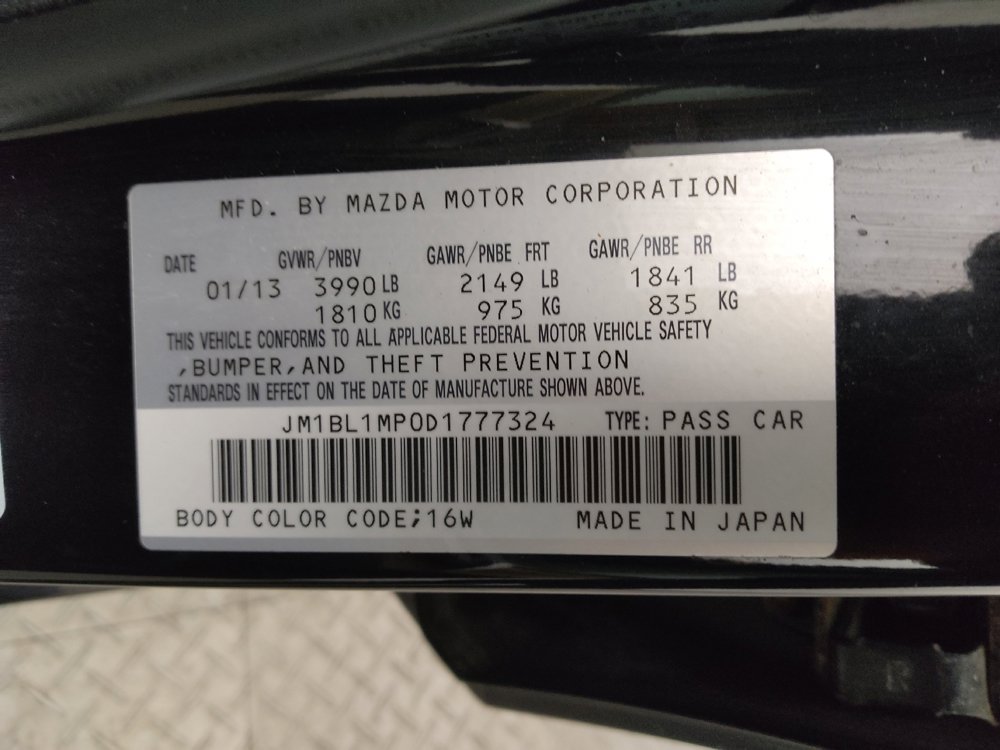 MFD. BY MAZDA MOTOR CORPORATION
DATE GVWR/PNBV GAWR/PNBE FRT GAWR/PNBE RR
01/13 3990 LB 2149 LB 1841 LB
1810 KG 975 KG 835 KG
THIS VEHICLE CONFORMS TO ALL APPLICABLE FEDERAL MOTOR VEHICLE SAFETY
,BUMPER,AND THEFT PREVENTION
STANDARDS IN EFFECT ON THE DATE OF MANUFACTURE SHOWN ABOVE.
JM1BL1MP0D1777324 TYPE: PASS CAR
BODY COLOR CODE;16W MADE IN JAPAN
R